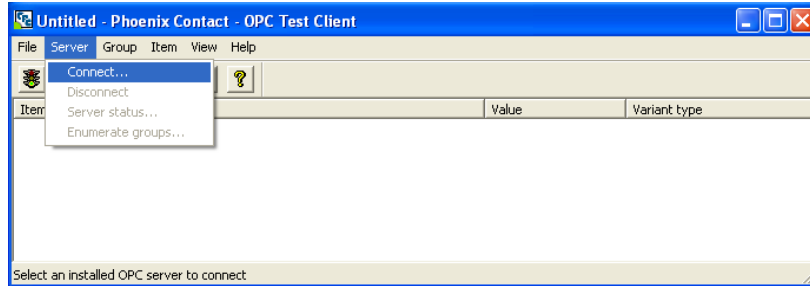 Untitled - Phoenix Contact - OPC Test Client
File Server Group Item View Help
Connect...
Disconnect
Server status...
Enumerate groups...
Item Value Variant type
Select an installed OPC server to connect